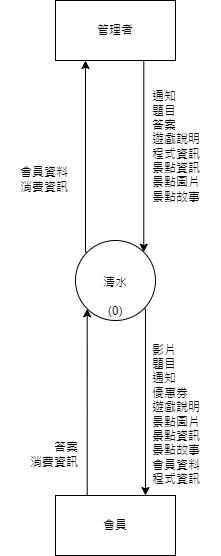 管理者
通知
題目
答案
遊戲說明
程式資訊
景點資訊
景點圖片
景點故事
會員資料
消費資訊
清水
(0)
影片
題目
通知
優惠券
遊戲說明
景點圖片
景點資訊
景點故事
會員資料
程式資訊
答案
消費資訊
會員